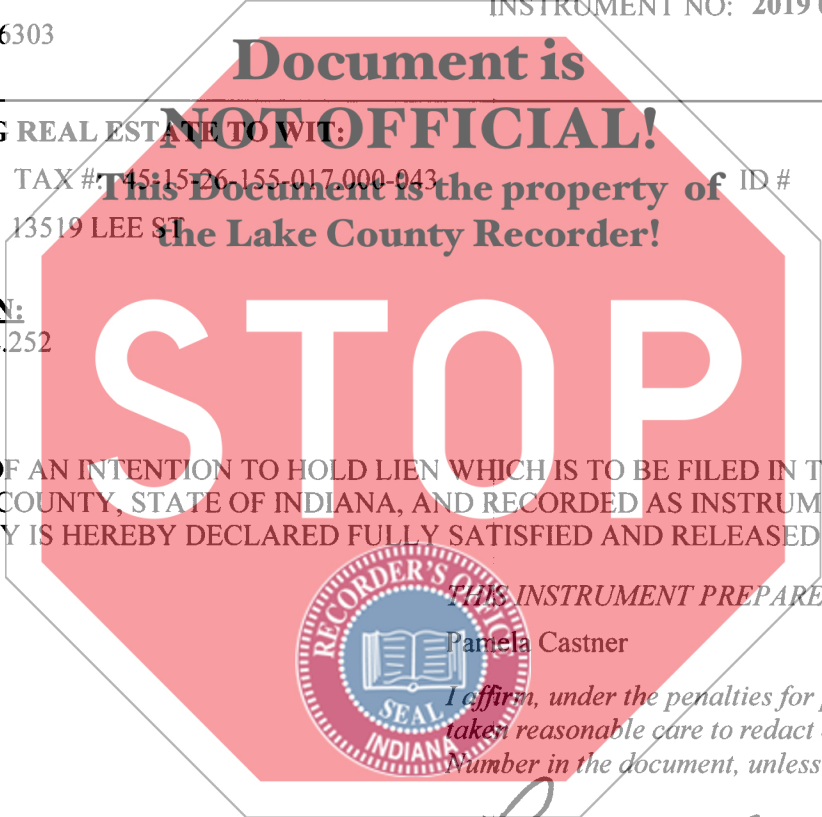 INSTRUMENT NO: 2019
6303
Document is
NOT OFFICIAL!
REAL ESTATE TO WIT:
This Document is the property of
TAX #: 45-15-26-155-017.000-043 ID #
the Lake County Recorder!
13519 LEE ST
N:
.252
STOP
OF AN INTENTION TO HOLD LIEN WHICH IS TO BE FILED IN T
COUNTY, STATE OF INDIANA, AND RECORDED AS INSTRUM
Y IS HEREBY DECLARED FULLY SATISFIED AND RELEASED
RECORDER'S OFFICE
SEAL
INDIANA
THIS INSTRUMENT PREPARE
Pamela Castner
I affirm, under the penalties for
taken reasonable care to redact
Number in the document, unless